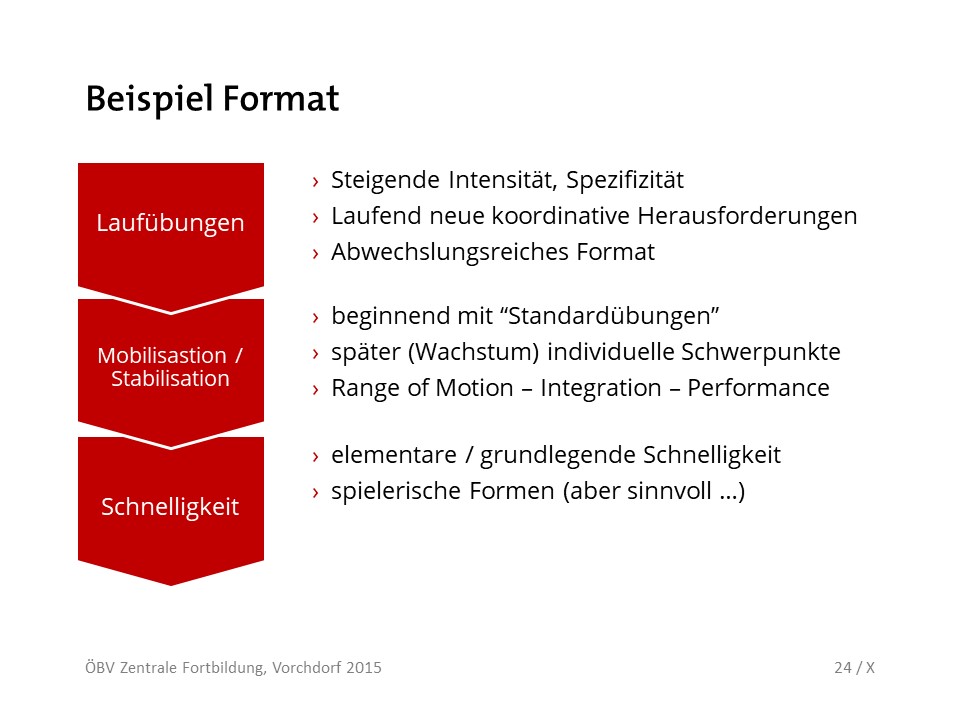 Beispiel Format
Laufübungen
› Steigende Intensität, Spezifizität
› Laufend neue koordinative Herausforderungen
› Abwechslungsreiches Format
Mobilisastion /
Stabilisation
› beginnend mit “Standardübungen”
› später (Wachstum) individuelle Schwerpunkte
› Range of Motion – Integration – Performance
Schnelligkeit
› elementare / grundlegende Schnelligkeit
› spielerische Formen (aber sinnvoll ...)
ÖBV Zentrale Fortbildung, Vorchdorf 2015
24 / X